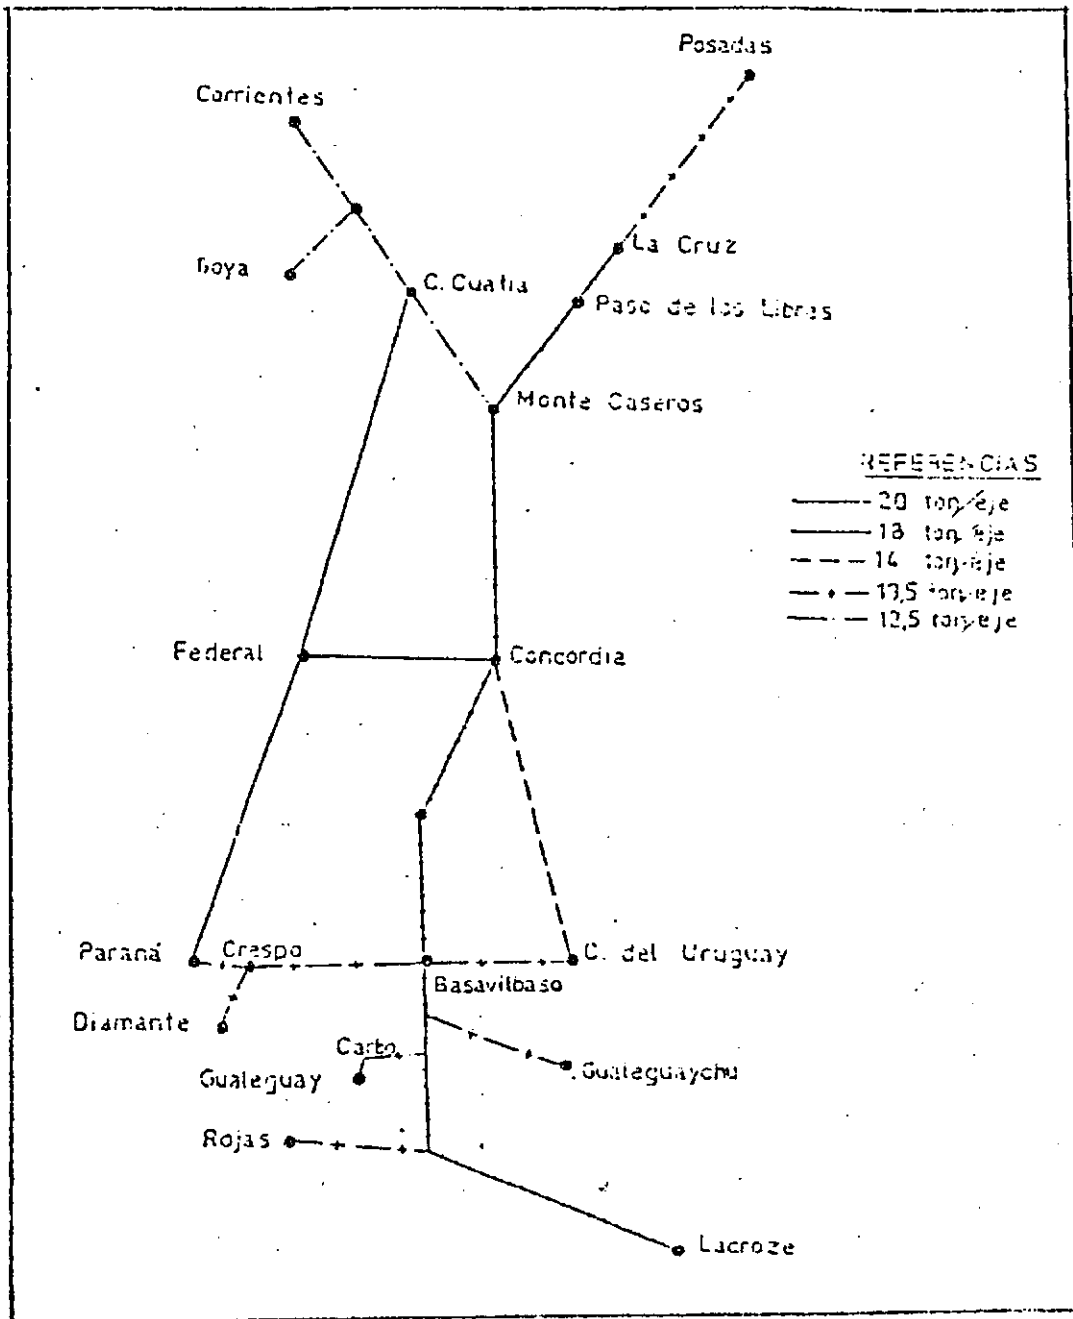 Posadas
Corrientes
La Cruz
Goya
C. Cuatia
Paso de los Libres
Monte Caseros
REFERENCIAS
20 ton/eje
18 ton/eje
14 ton/eje
13,5 ton/eje
12,5 ton/eje
Federal
Concordia
Paraná
Crespo
C. del Uruguay
Basavilbaso
Diamante
Carbo
Gualeguay
Gualeguaychu
Rojas
Lacroze